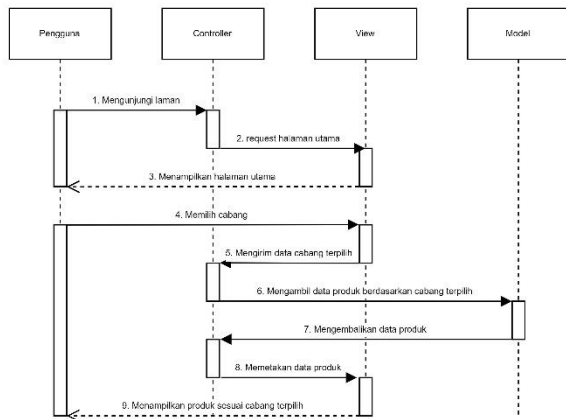 Pengguna
Controller
View
Model
1. Mengunjungi laman
2. request halaman utama
3. Menampilkan halaman utama
4. Memilih cabang
5. Mengirim data cabang terpilih
6. Mengambil data produk berdasarkan cabang terpilih
7. Mengembalikan data produk
8. Memetakan data produk
9. Menampilkan produk sesuai cabang terpilih